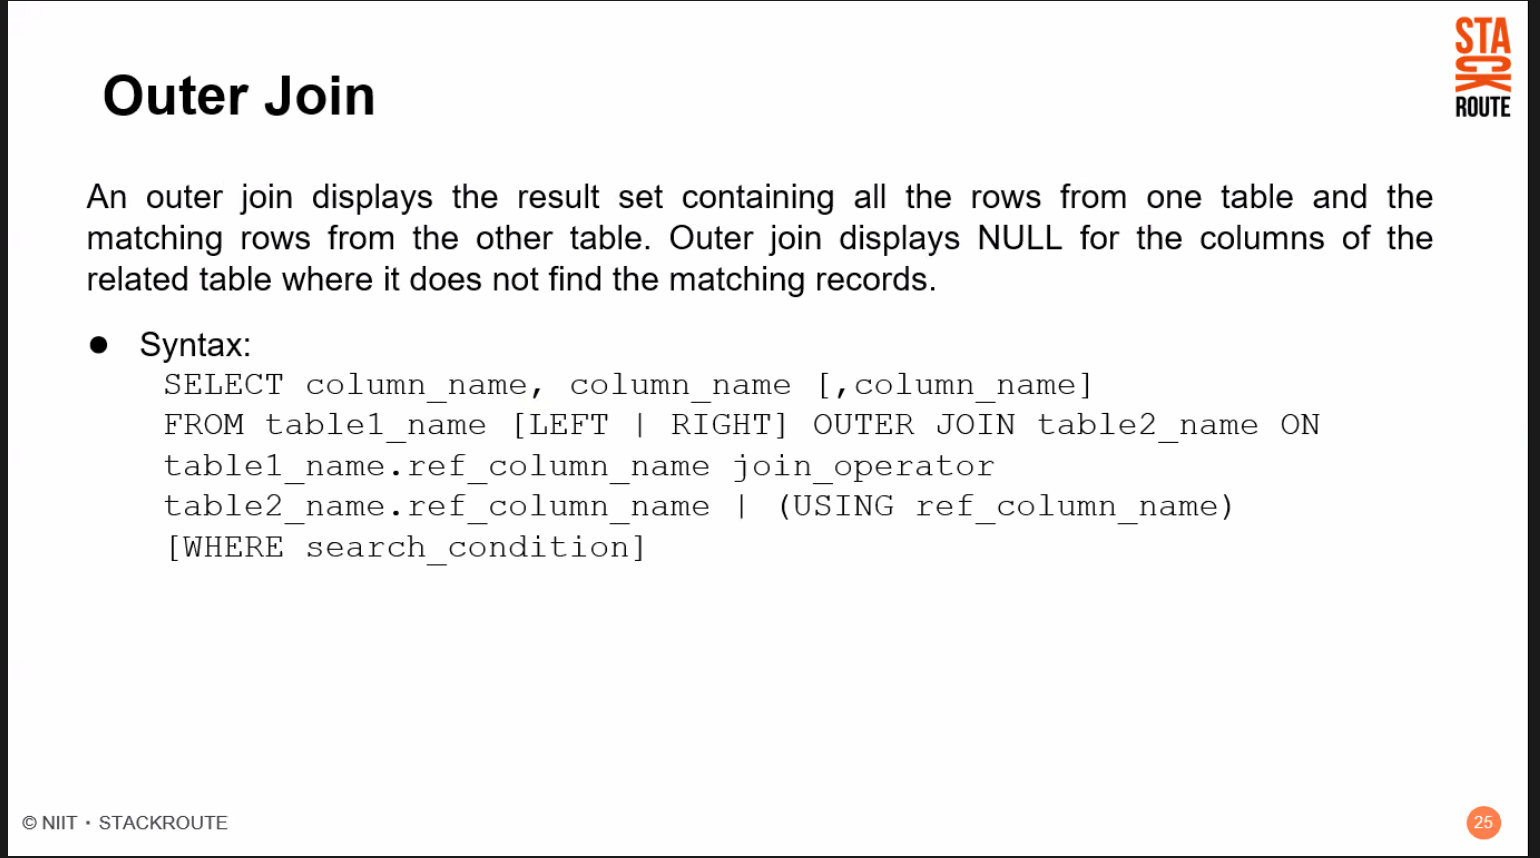 STA
CK
ROUTE
Outer Join
An outer join displays the result set containing all the rows from one table and the
matching rows from the other table. Outer join displays NULL for the columns of the
related table where it does not find the matching records.
● Syntax:
SELECT column_name, column_name [,column_name]
FROM table1_name [LEFT | RIGHT] OUTER JOIN table2_name ON
table1_name.ref_column_name join_operator
table2_name.ref_column_name | (USING ref_column_name)
[WHERE search_condition]
© NIIT • STACKROUTE
25